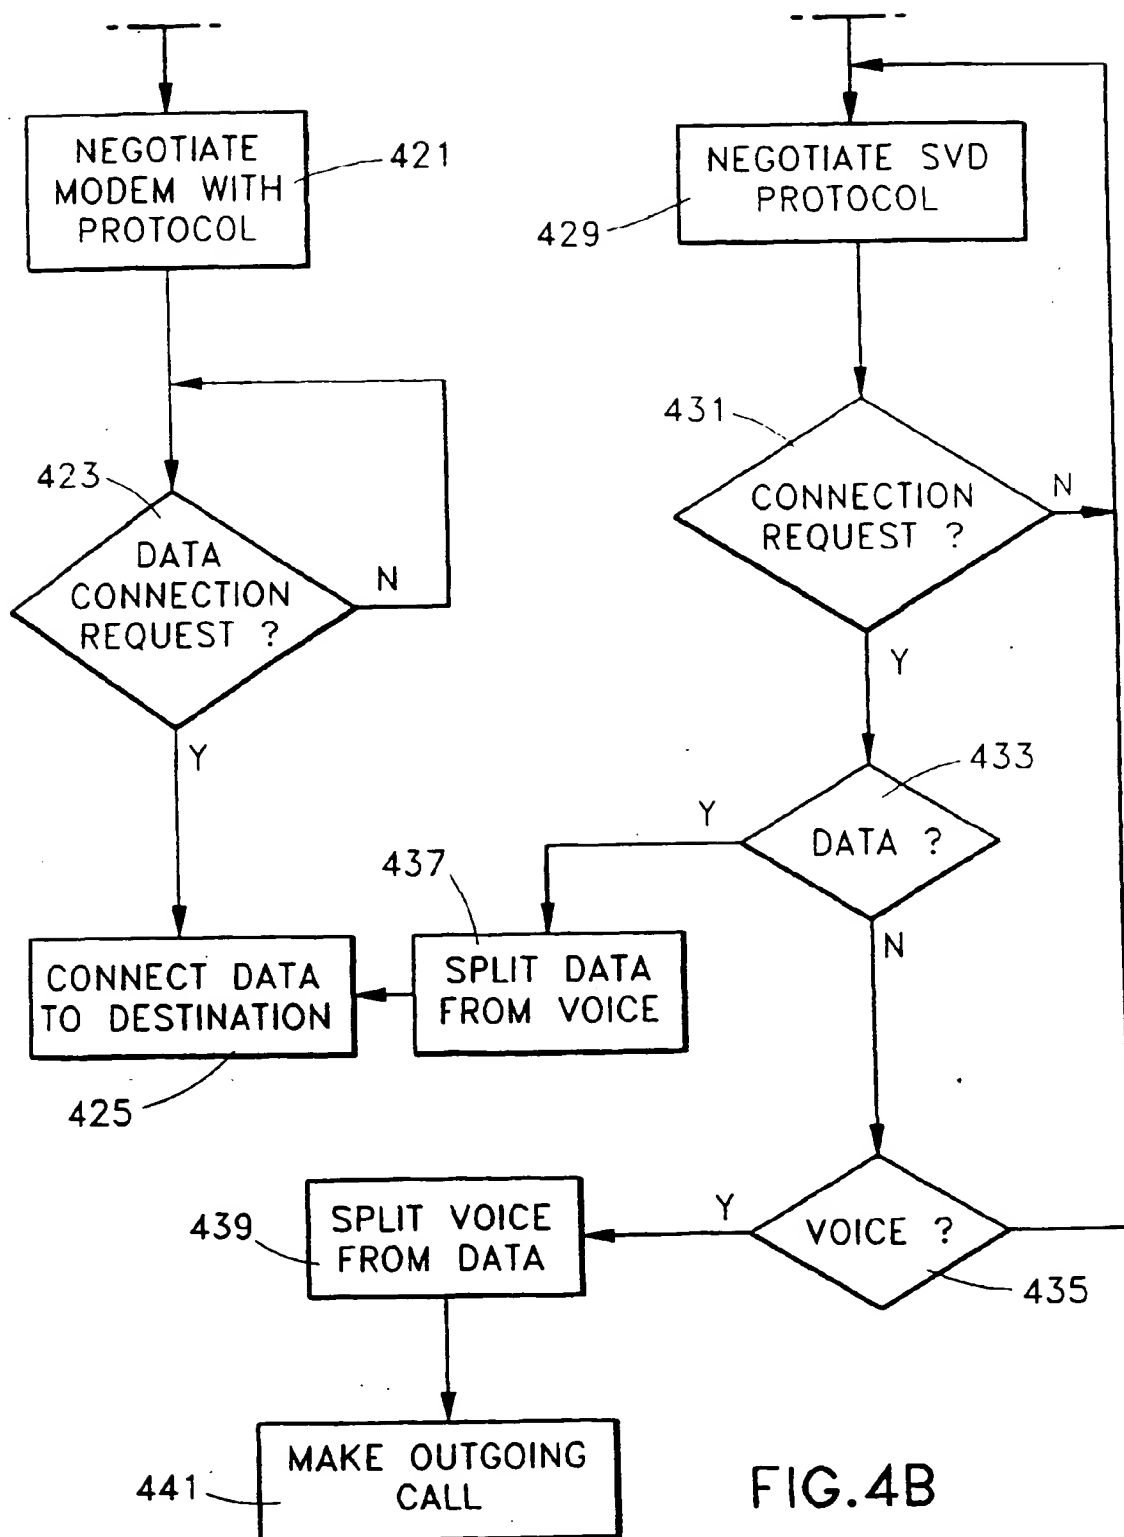 NEGOTIATE
MODEM WITH
PROTOCOL
421
423
DATA
CONNECTION
REQUEST ?
N
Y
CONNECT DATA
TO DESTINATION
425
NEGOTIATE SVD
PROTOCOL
429
431
CONNECTION
REQUEST ?
N
Y
433
DATA ?
Y
N
437
SPLIT DATA
FROM VOICE
VOICE ?
435
Y
439
SPLIT VOICE
FROM DATA
MAKE OUTGOING
CALL
441
FIG.4B